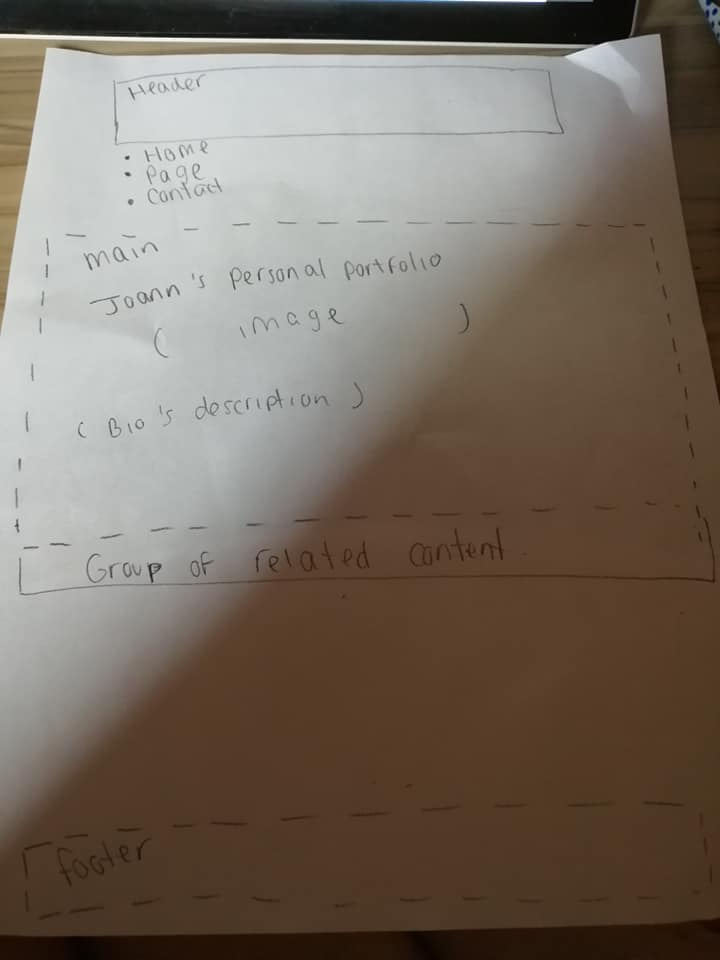 Header
• Home
• Page
• Contact
main
Joann's personal portfolio
( image )
( Bio's description )
Group of related content.
footer